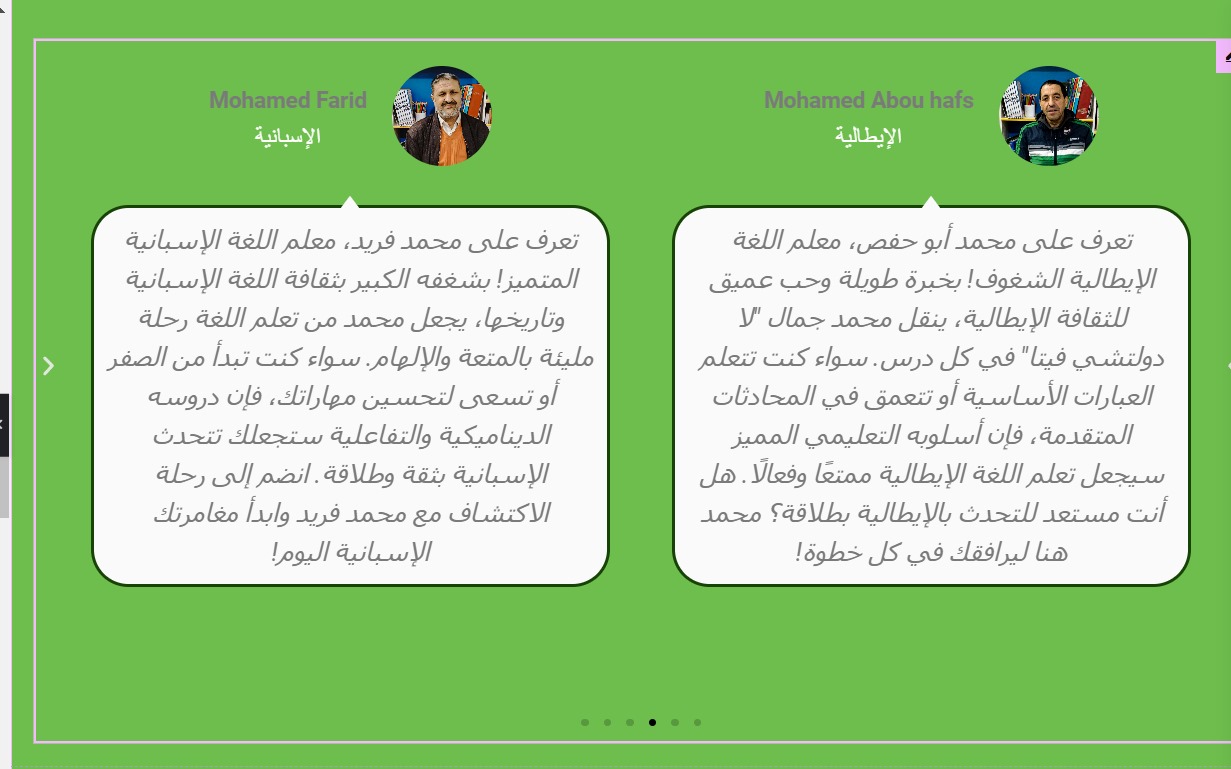 Mohamed Abou hafs
الإيطالية
تعرف على محمد أبو حفص، معلم اللغة
الإيطالية الشغوف! بخبرة طويلة وحب عميق
للثقافة الإيطالية، ينقل محمد جمال "لا
دولتشي فيتا" في كل درس. سواء كنت تتعلم
العبارات الأساسية أو تتعمق في المحادثات
المتقدمة، فإن أسلوبه التعليمي المميز
سيجعل تعلم اللغة الإيطالية ممتعًا وفعالًا. هل
أنت مستعد للتحدث بالإيطالية بطلاقة؟ محمد
هنا ليرافقك في كل خطوة!
Mohamed Farid
الإسبانية
تعرف على محمد فريد، معلم اللغة الإسبانية
المتميز! بشغفه الكبير بثقافة اللغة الإسبانية
وتاريخها، يجعل محمد من تعلم اللغة رحلة
مليئة بالمتعة والإلهام. سواء كنت تبدأ من الصفر
أو تسعى لتحسين مهاراتك، فإن دروسه
الديناميكية والتفاعلية ستجعلك تتحدث
الإسبانية بثقة وطلاقة. انضم إلى رحلة
الاكتشاف مع محمد فريد وابدأ مغامرتك
الإسبانية اليوم!